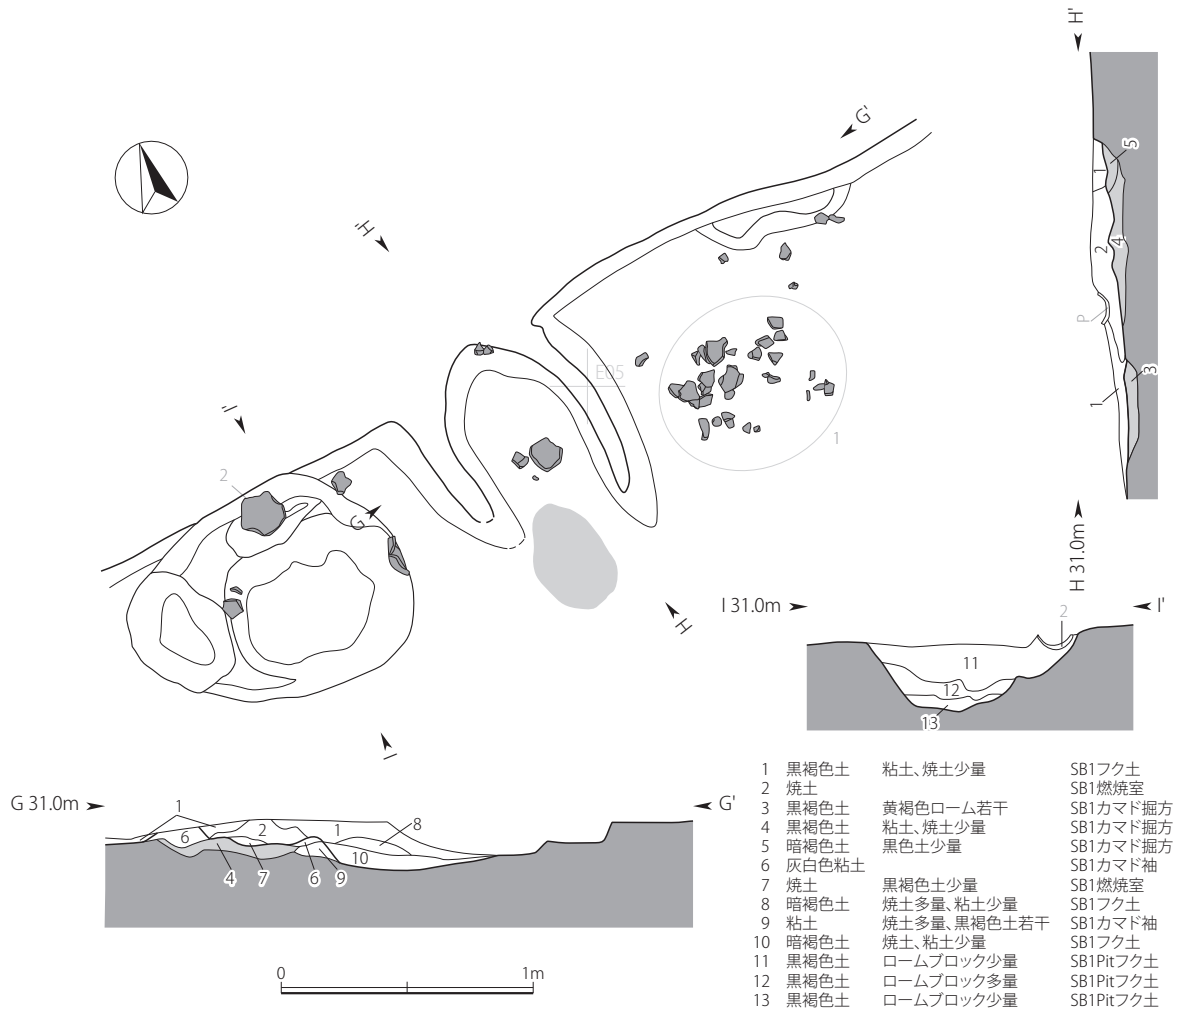 H'
G'
H'
5
1
4
2
P
E05
I'
3
1
1
2
G
H 31.0m
I 31.0m
I'
2
H
11
12
13
I
G 31.0m
G'
1
6
2
1
8
10
4
7
6
9
0
1m
1 黒褐色土 粘土、焼土少量 SB1フク土
2 焼土 SB1燃焼室
3 黒褐色土 黄褐色ローム若干 SB1カマド掘方
4 黒褐色土 粘土、焼土少量 SB1カマド掘方
5 暗褐色土 黒色土少量 SB1カマド掘方
6 灰白色粘土 SB1カマド袖
7 焼土 黒褐色土少量 SB1燃焼室
8 暗褐色土 焼土多量、粘土少量 SB1フク土
9 粘土 焼土多量、黒褐色土若干 SB1カマド袖
10 暗褐色土 焼土、粘土少量 SB1フク土
11 黒褐色土 ロームブロック少量 SB1Pitフク土
12 黒褐色土 ロームブロック多量 SB1Pitフク土
13 黒褐色土 ロームブロック少量 SB1Pitフク土